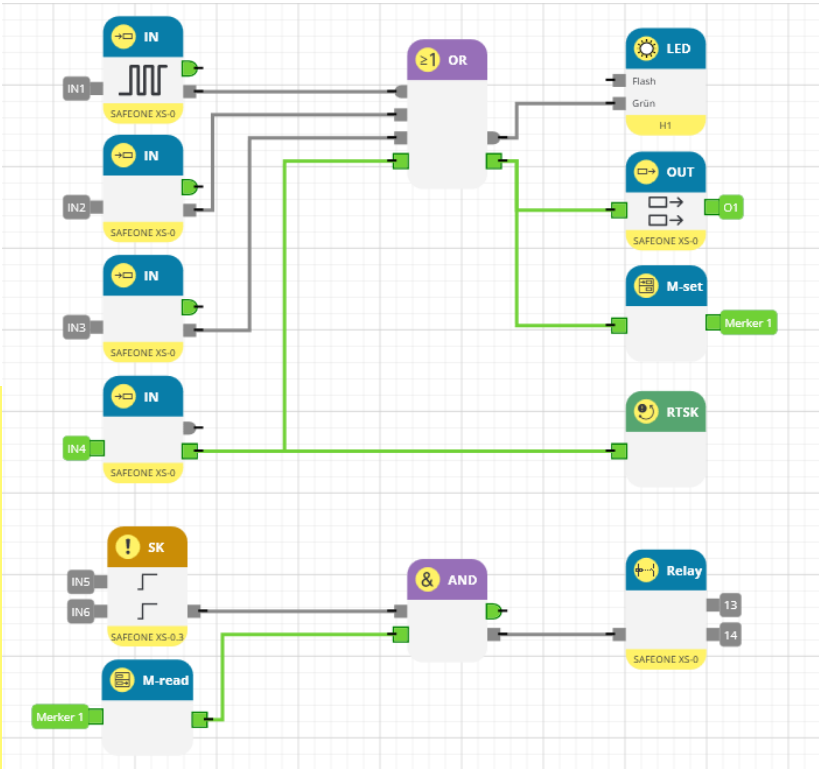 IN
IN1
SAFEONE XS-0
IN
IN2
SAFEONE XS-0
IN
IN3
SAFEONE XS-0
IN
IN4
SAFEONE XS-0
≥1 OR
LED
Flash
Grün
H1
OUT
O1
SAFEONE XS-0
M-set
Merker 1
RTSK
! SK
IN5
IN6
SAFEONE XS-0.3
M-read
Merker 1
& AND
Relay
13
14
SAFEONE XS-0